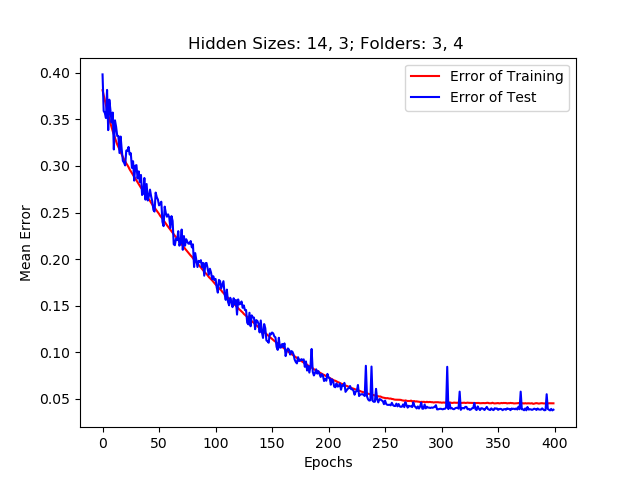 Hidden Sizes: 14, 3; Folders: 3, 4
Error of Training
Error of Test
Mean Error
0.40
0.35
0.30
0.25
0.20
0.15
0.10
0.05
0 50 100 150 200 250 300 350 400
Epochs